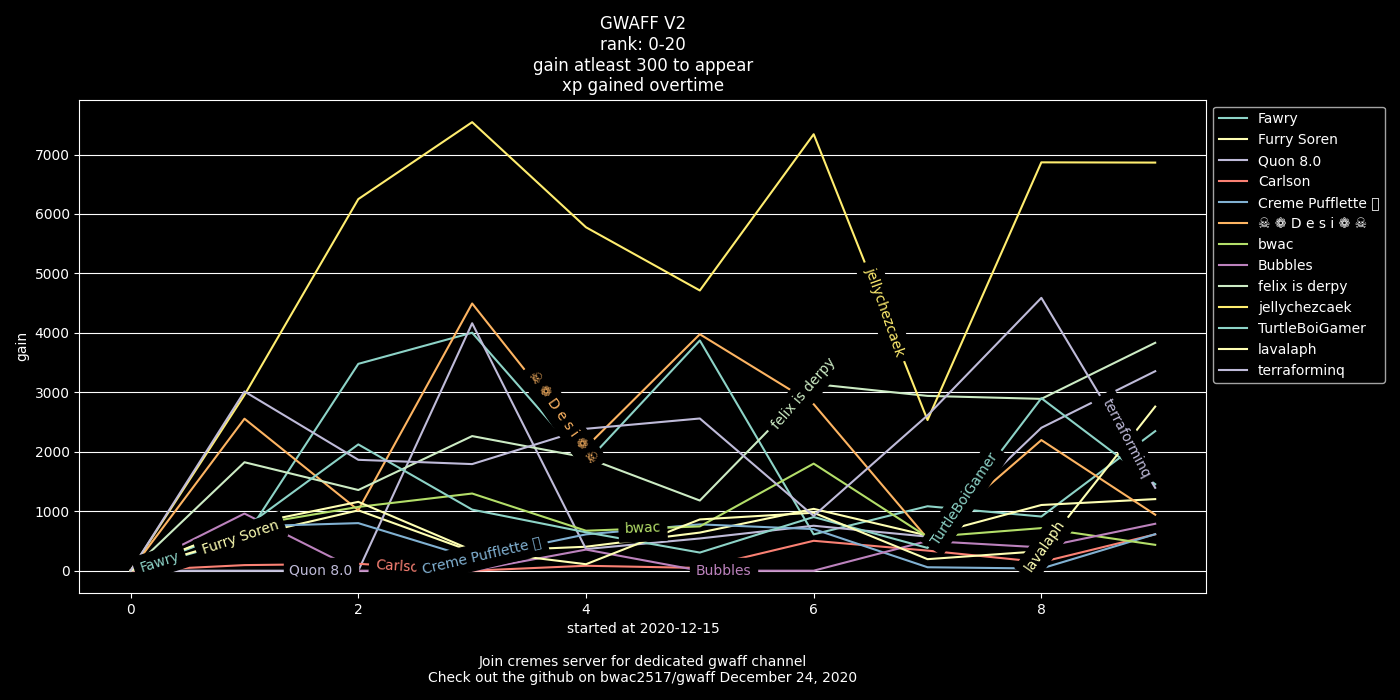 GWAFF V2
rank: 0-20
gain atleast 300 to appear
xp gained overtime
Fawry
Furry Soren
Quon 8.0
Carlson
Creme Pufflette
☠ ❁ D e s i ❁ ☠
bwac
Bubbles
felix is derpy
jellychezcaek
TurtleBoiGamer
lavalaph
terraforminq
gain
7000
6000
5000
4000
3000
2000
1000
0
Fawry
Furry Soren
Quon 8.0
Carlso
Creme Pufflette
☠ ❁ D e s i ❁ ☠
bwac
Bubbles
felix is derpy
jellychezcaek
TurtleBoiGamer
lavalaph
terraforminq
0 2 4 6 8
started at 2020-12-15
Join cremes server for dedicated gwaff channel
Check out the github on bwac2517/gwaff December 24, 2020